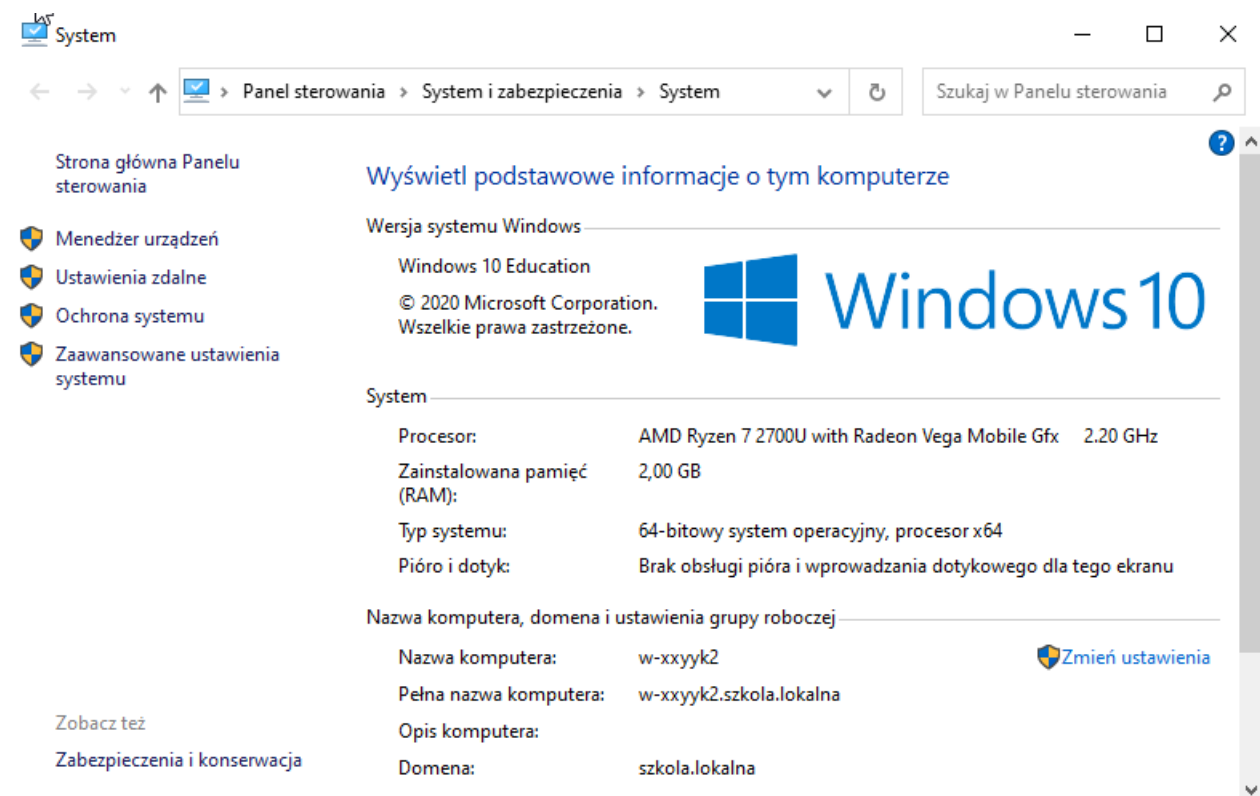 System
Panel sterowania > System i zabezpieczenia > System
Szukaj w Panelu sterowania
Strona główna Panelu
sterowania
Menedżer urządzeń
Ustawienia zdalne
Ochrona systemu
Zaawansowane ustawienia
systemu
Zobacz też
Zabezpieczenia i konserwacja
?
Wyświetl podstawowe informacje o tym komputerze
Wersja systemu Windows
Windows 10 Education
© 2020 Microsoft Corporation.
Wszelkie prawa zastrzeżone.
Windows 10
System
Procesor: AMD Ryzen 7 2700U with Radeon Vega Mobile Gfx 2.20 GHz
Zainstalowana pamięć 2,00 GB
(RAM):
Typ systemu: 64-bitowy system operacyjny, procesor x64
Pióro i dotyk: Brak obsługi pióra i wprowadzania dotykowego dla tego ekranu
Nazwa komputera, domena i ustawienia grupy roboczej
Nazwa komputera: w-xxyyk2 Zmień ustawienia
Pełna nazwa komputera: w-xxyyk2.szkola.lokalna
Opis komputera:
Domena: szkola.lokalna